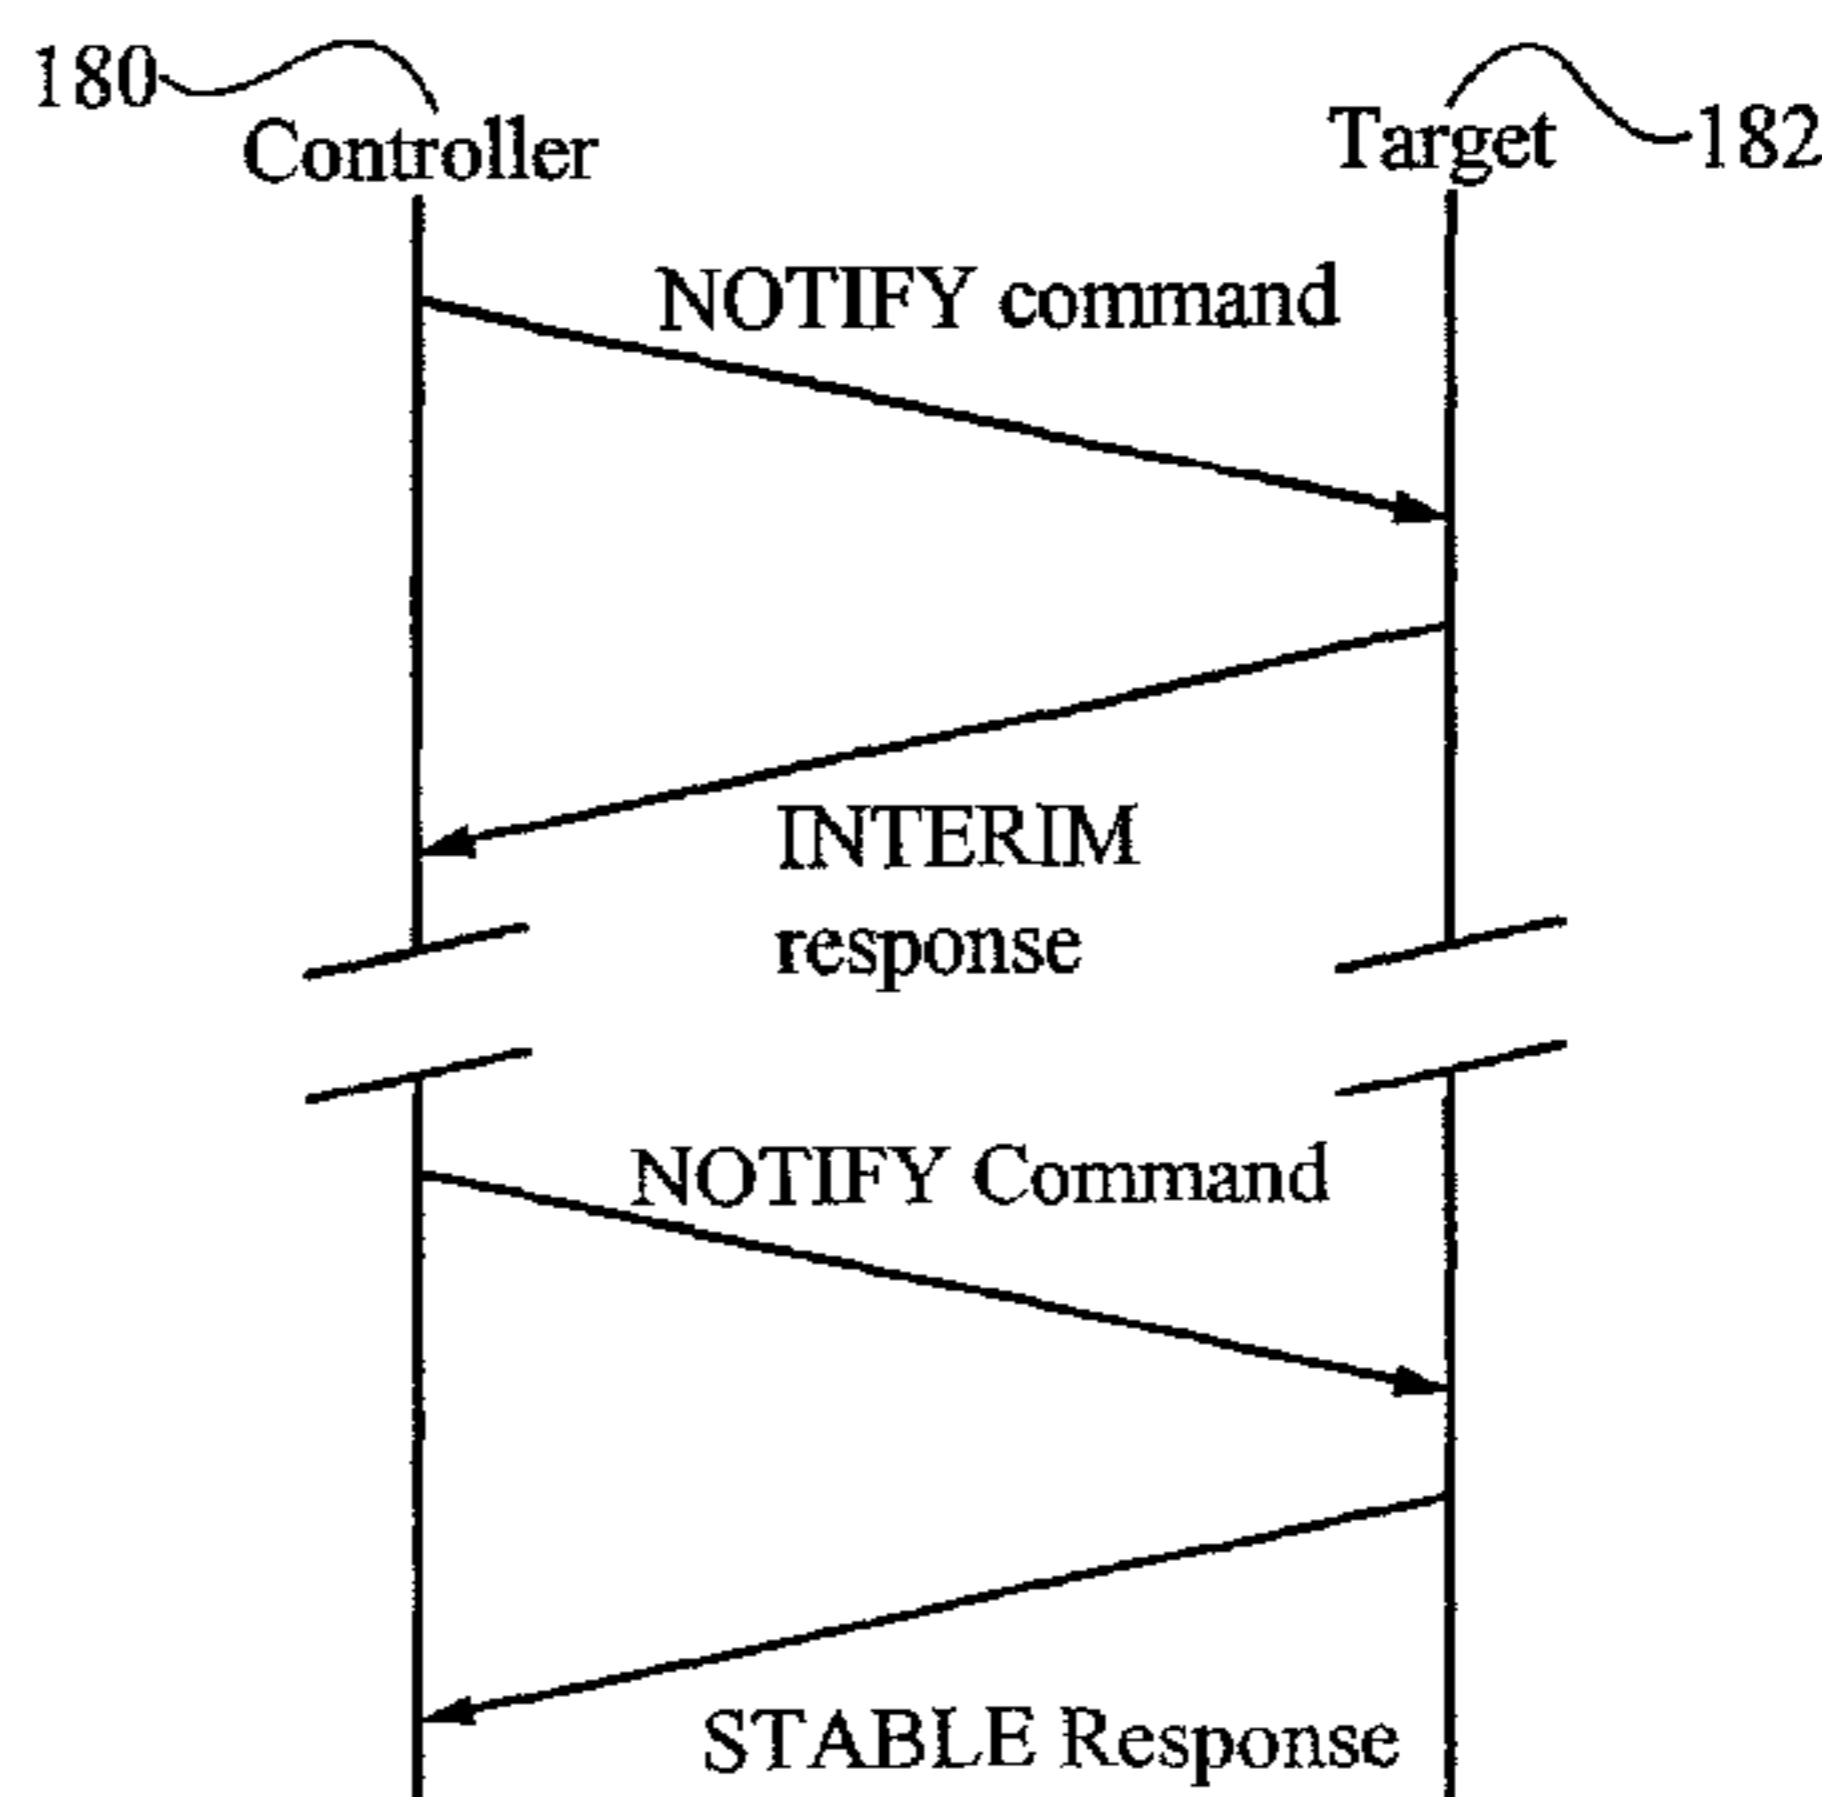 180
Controller
Target
182
NOTIFY command
INTERIM
response
NOTIFY Command
STABLE Response